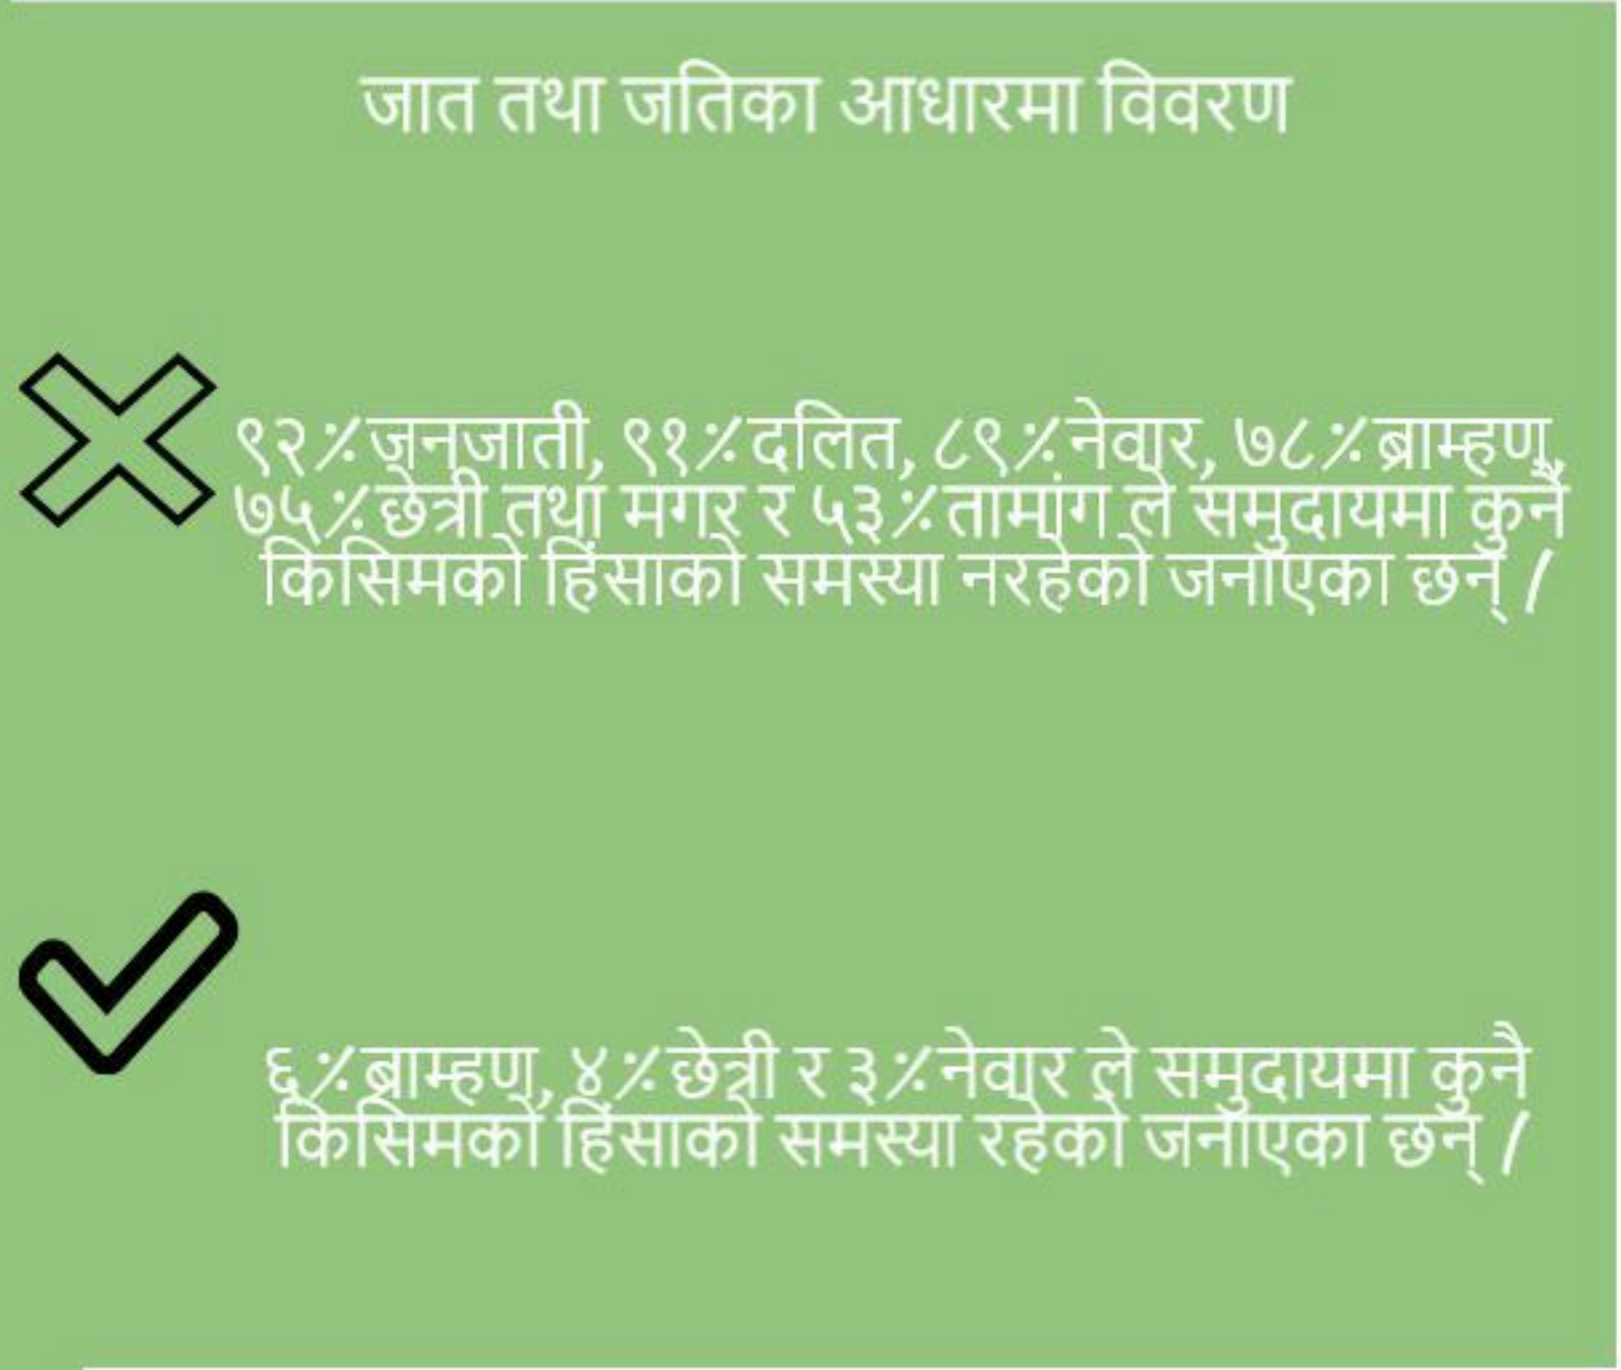 जात तथा जतिका आधारमा विवरण
९२٪जनजाती, ९१٪दलित, ८९٪नेवार, ७८٪ब्राम्हण,
७५٪छेत्री तथा मगर र ५३٪तामांग ले समुदायमा कुनै
किसिमको हिंसाको समस्या नरहेको जनाएका छन् /
६٪ब्राम्हण, ४٪छेत्री र ३٪नेवार ले समुदायमा कुनै
किसिमको हिंसाको समस्या रहेको जनाएका छन् /